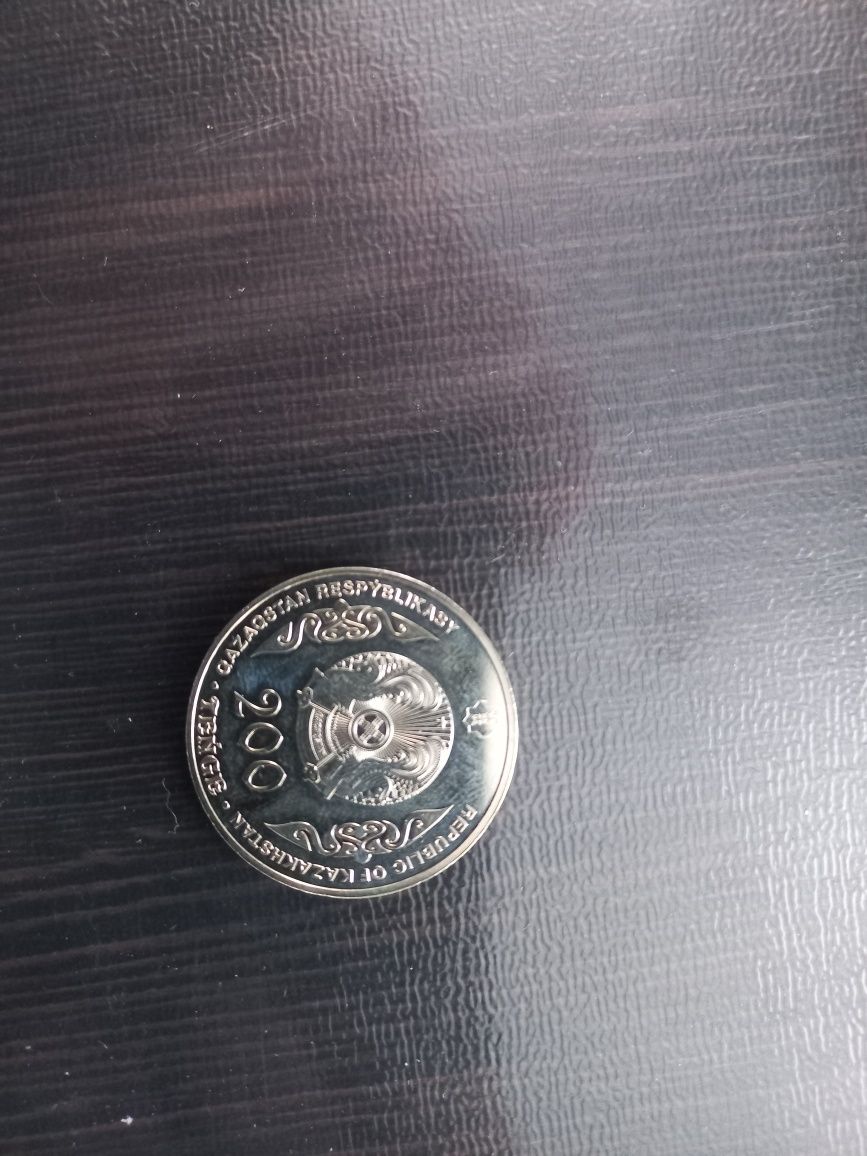 QAZAQSTAN RESPÝBLIKASY
200
• TEŃGE •
REPUBLIC OF KAZAKHSTAN